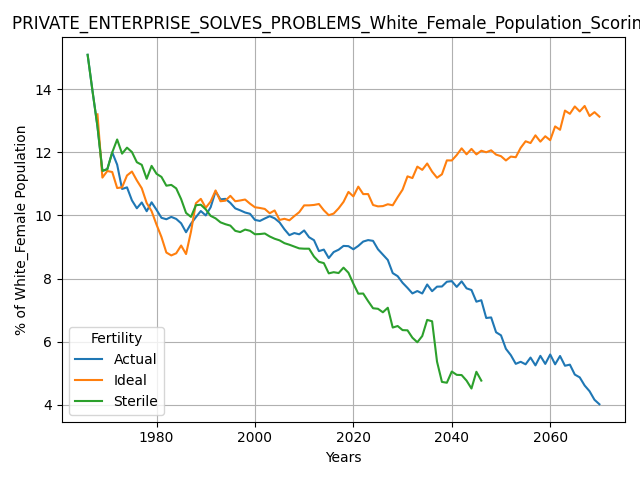 PRIVATE_ENTERPRISE_SOLVES_PROBLEMS_White_Female_Population_Scorin
% of White_Female Population
14
12
10
8
6
4
Fertility
Actual
Ideal
Sterile
1980
2000
2020
2040
2060
Years